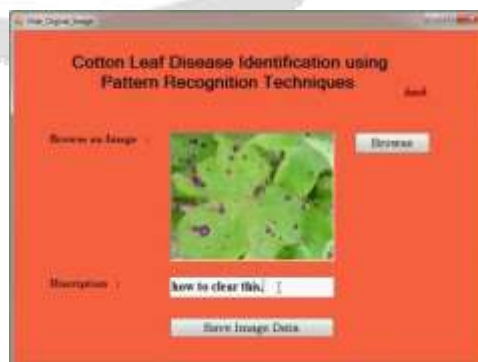 Cotton Leaf Disease Identification using
Pattern Recognition Techniques
Browse an Image :
Browse
Description :
how to clear this.
Save Image Data